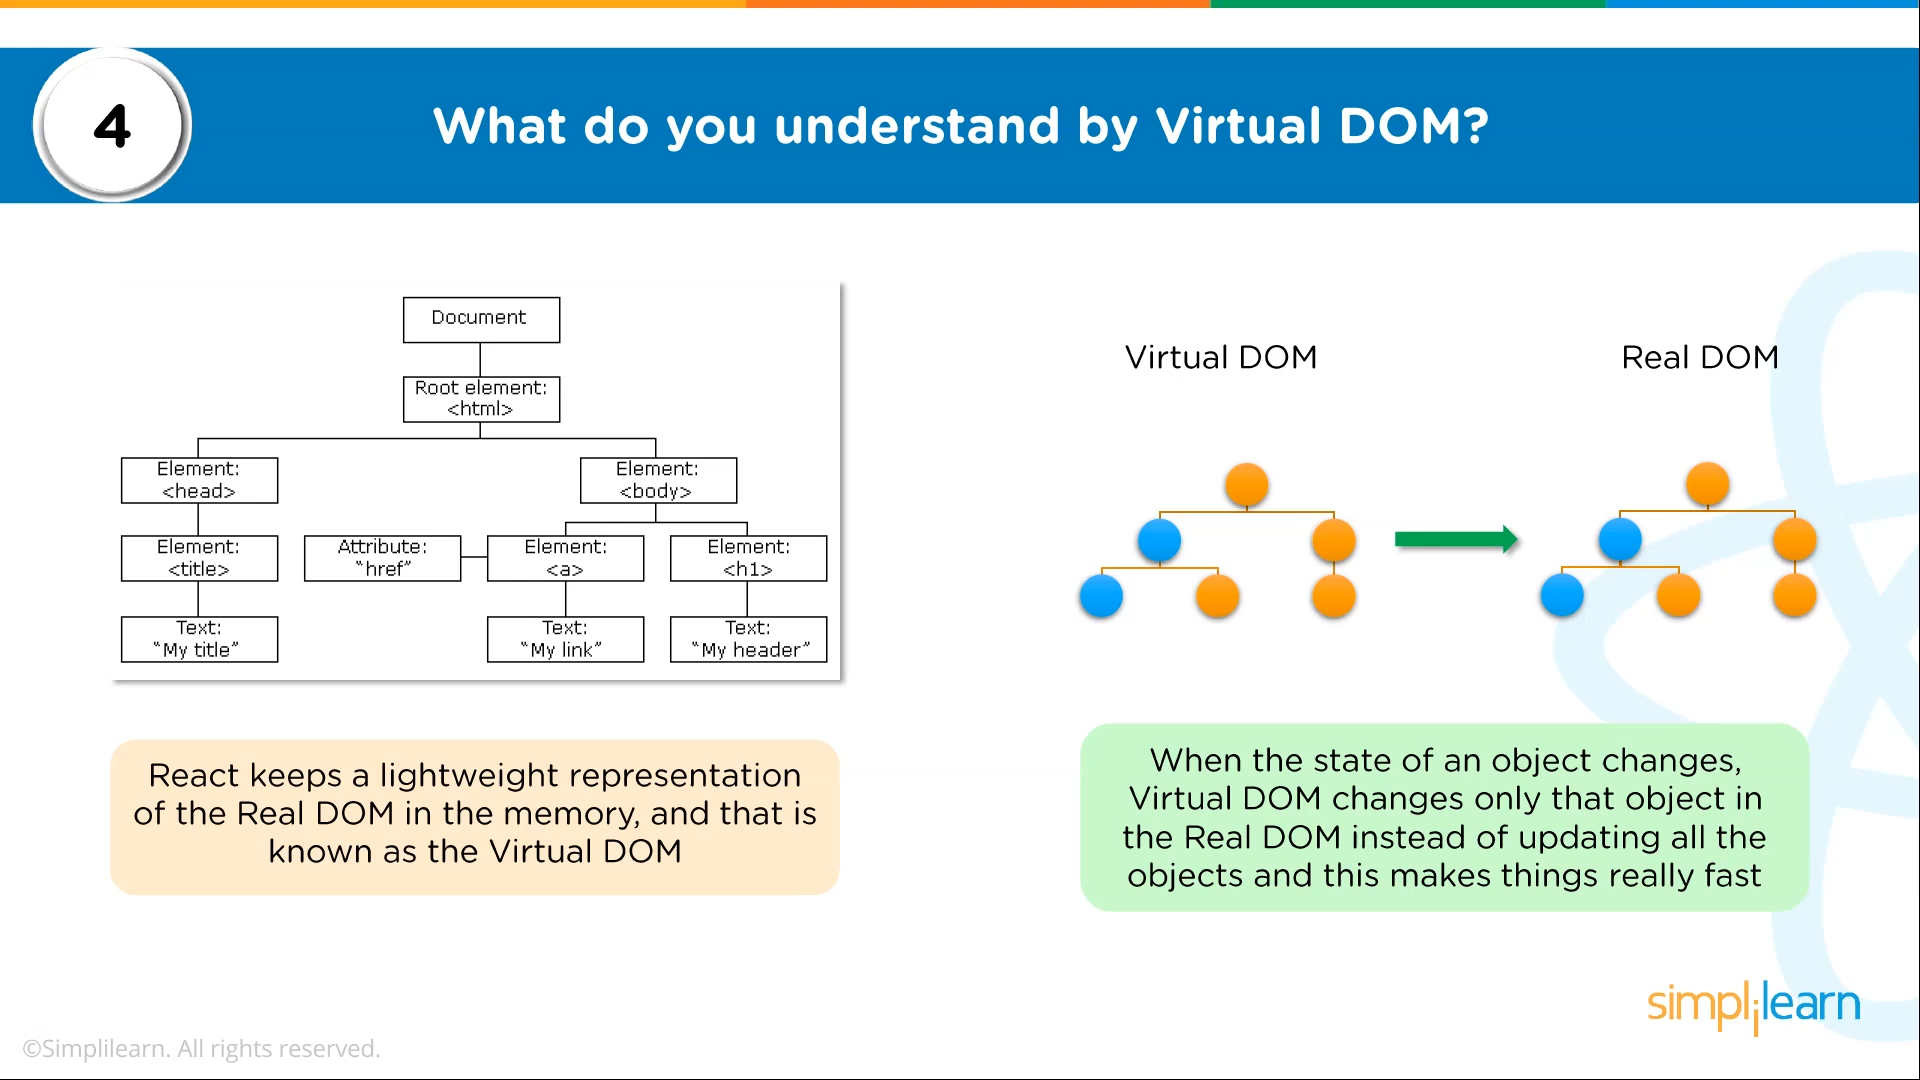 4
What do you understand by Virtual DOM?
Document
Root element:
<html>
Element:
<head>
Element:
<body>
Element:
<title>
Attribute:
“href”
Element:
<a>
Element:
<h1>
Text:
“My title”
Text:
“My link”
Text:
“My header”
Virtual DOM
Real DOM
React keeps a lightweight representation
of the Real DOM in the memory, and that is
known as the Virtual DOM
When the state of an object changes,
Virtual DOM changes only that object in
the Real DOM instead of updating all the
objects and this makes things really fast
simplilearn
©Simplilearn. All rights reserved.